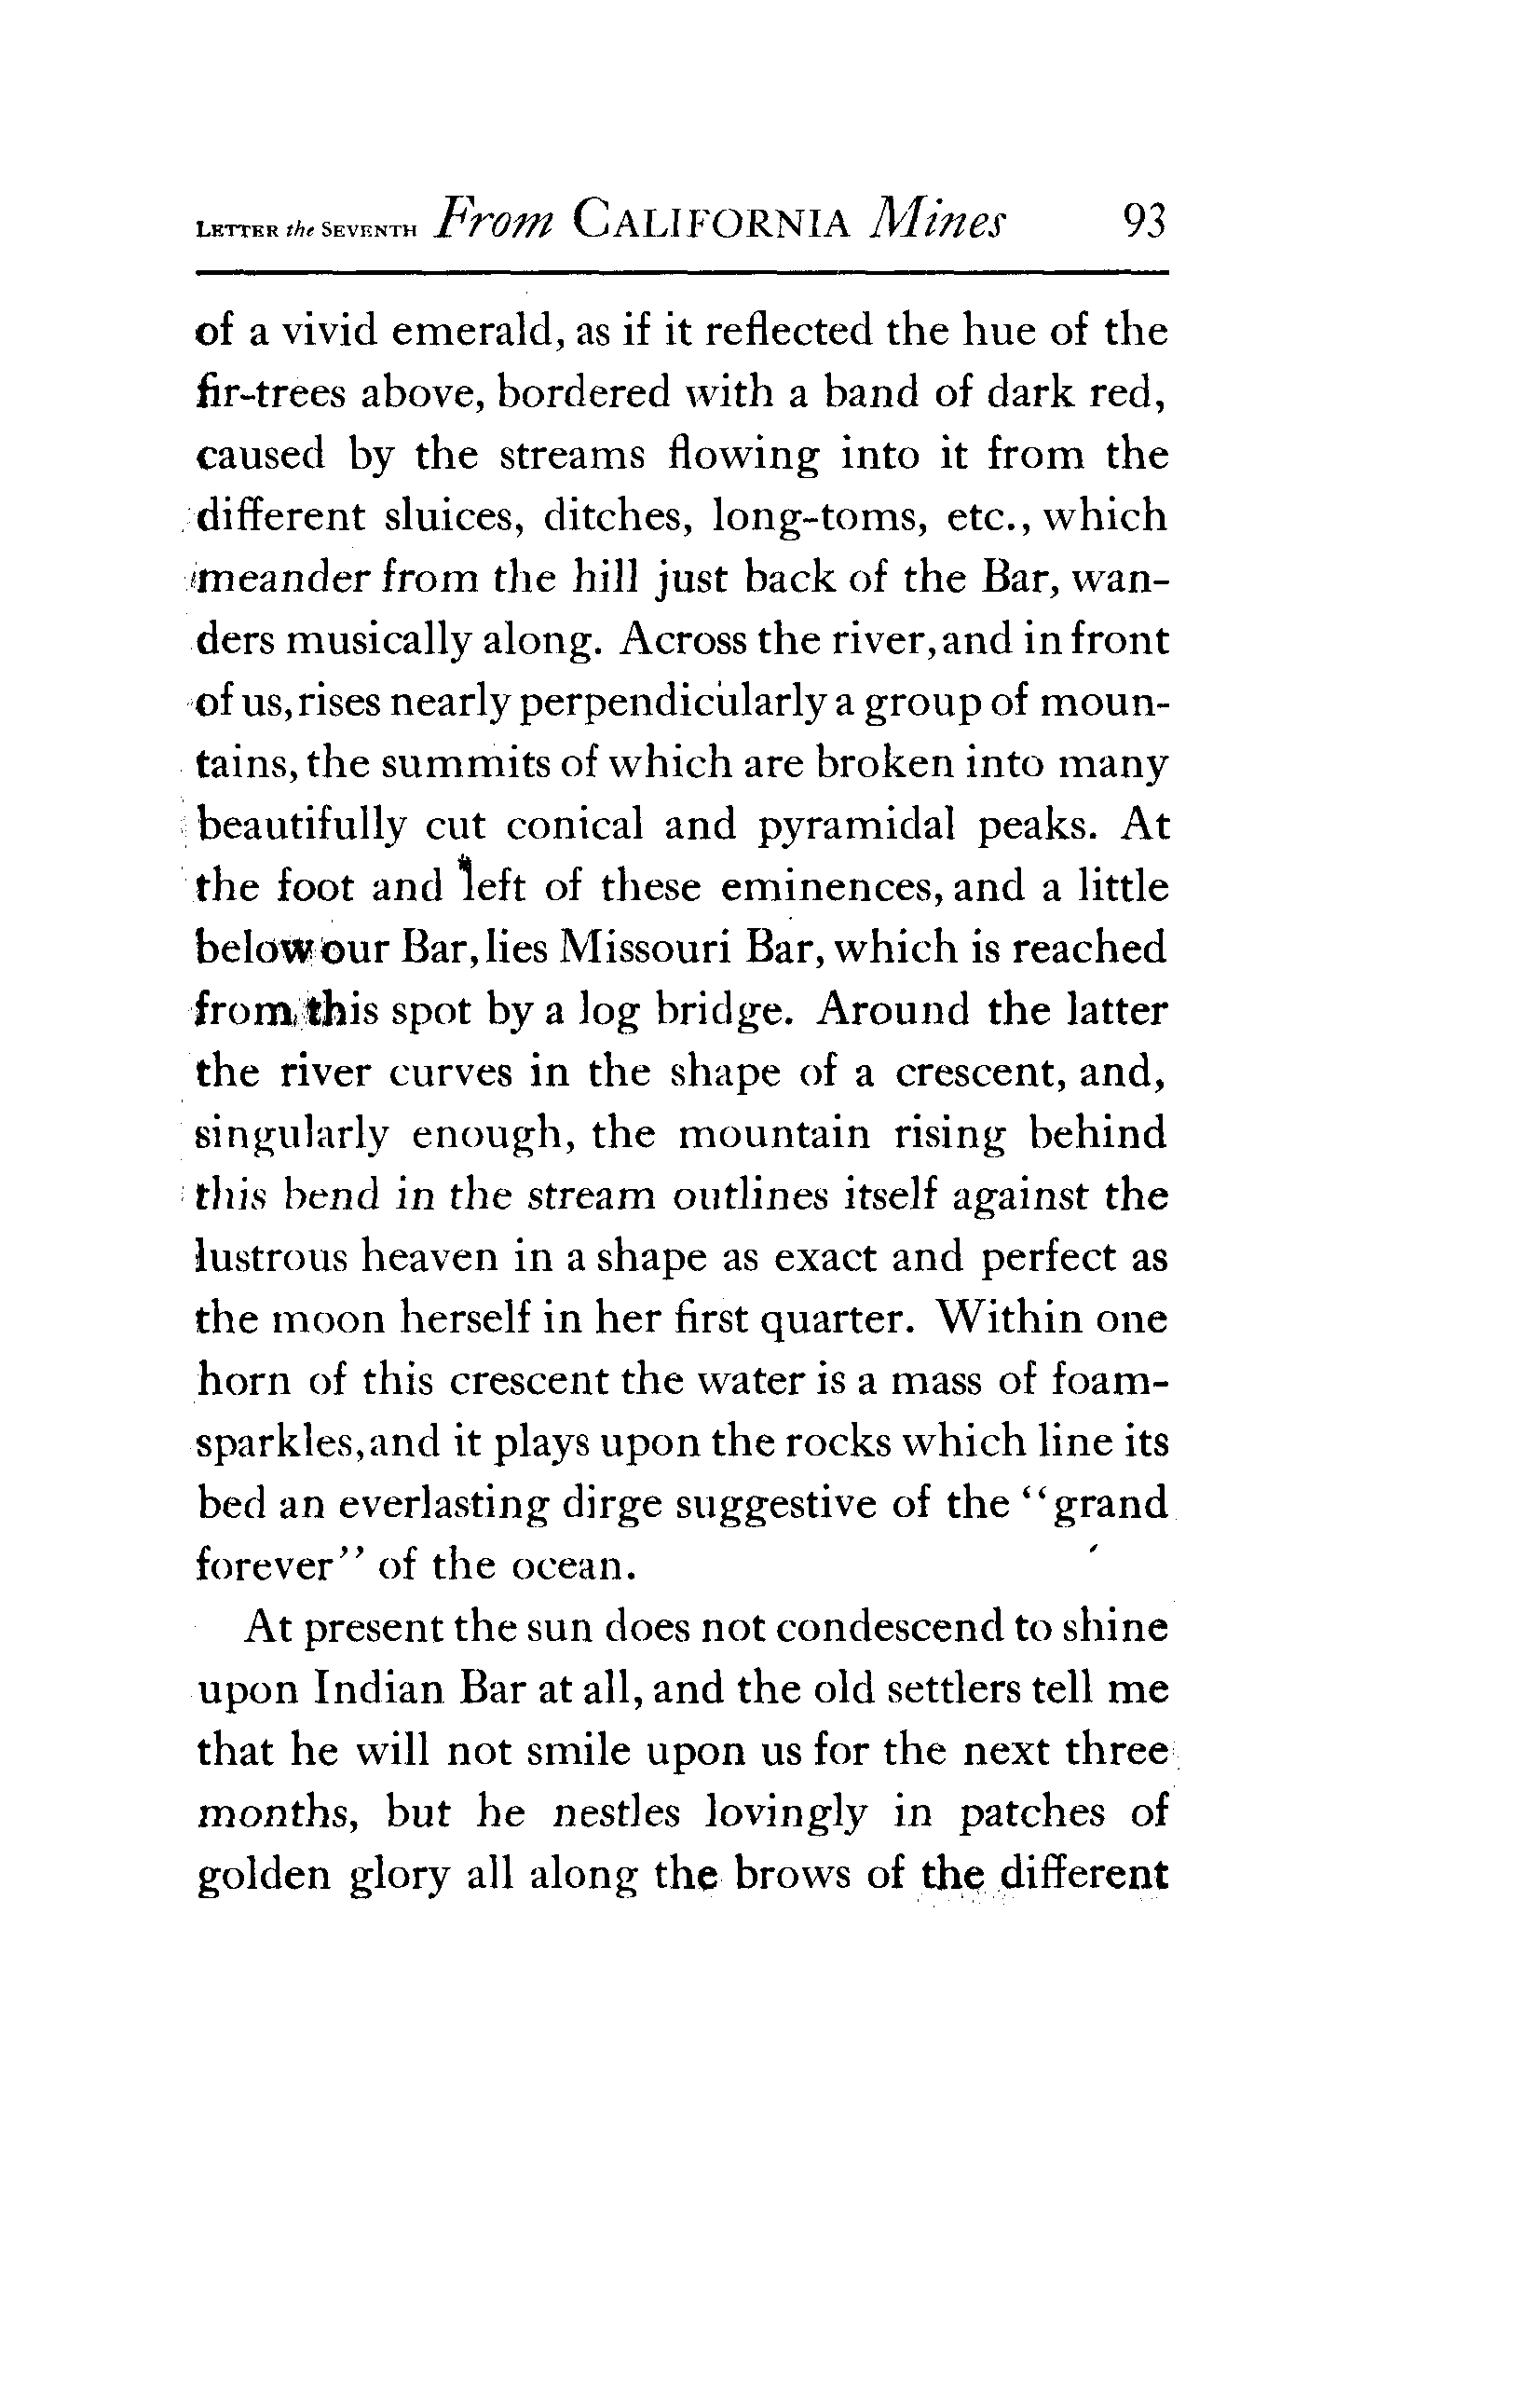 LETTER the SEVENTH From CALIFORNIA Mines 93
of a vivid emerald, as if it reflected the hue of the
fir-trees above, bordered with a band of dark red,
caused by the streams flowing into it from the
different sluices, ditches, long-toms, etc., which
meander from the hill just back of the Bar, wan-
ders musically along. Across the river, and in front
of us, rises nearly perpendicularly a group of moun-
tains, the summits of which are broken into many
beautifully cut conical and pyramidal peaks. At
the foot and left of these eminences, and a little
below our Bar, lies Missouri Bar, which is reached
from this spot by a log bridge. Around the latter
the river curves in the shape of a crescent, and,
singularly enough, the mountain rising behind
this bend in the stream outlines itself against the
lustrous heaven in a shape as exact and perfect as
the moon herself in her first quarter. Within one
horn of this crescent the water is a mass of foam-
sparkles, and it plays upon the rocks which line its
bed an everlasting dirge suggestive of the "grand
forever" of the ocean.
At present the sun does not condescend to shine
upon Indian Bar at all, and the old settlers tell me
that he will not smile upon us for the next three
months, but he nestles lovingly in patches of
golden glory all along the brows of the different